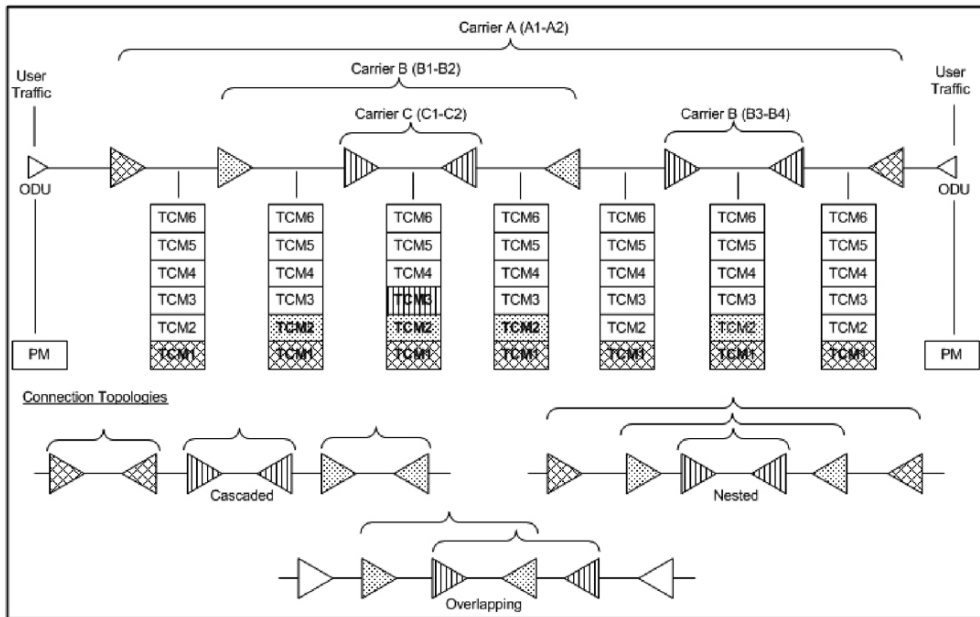 Carrier A (A1-A2)
User
Traffic
Carrier B (B1-B2)
User
Traffic
Carrier C (C1-C2)
Carrier B (B3-B4)
ODU
ODU
TCM6 TCM6 TCM6 TCM6 TCM6 TCM6 TCM6
TCM5 TCM5 TCM5 TCM5 TCM5 TCM5 TCM5
TCM4 TCM4 TCM4 TCM4 TCM4 TCM4 TCM4
TCM3 TCM3 TCM3 TCM3 TCM3 TCM3 TCM3
TCM2 TCM2 TCM2 TCM2 TCM2 TCM2 TCM2
PM TCM1 TCM1 TCM1 TCM1 TCM1 TCM1 TCM1 PM
Connection Topologies
Cascaded
Nested
Overlapping